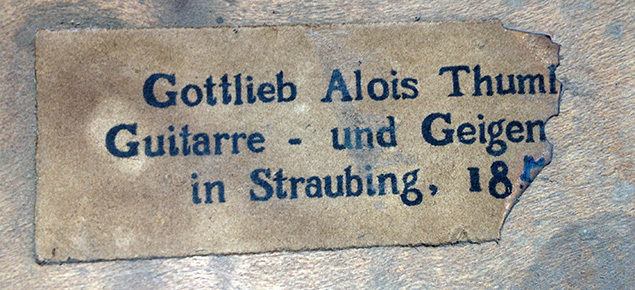 Gottlieb Alois Thuml
Guitarre - und Geigen
in Straubing, 18